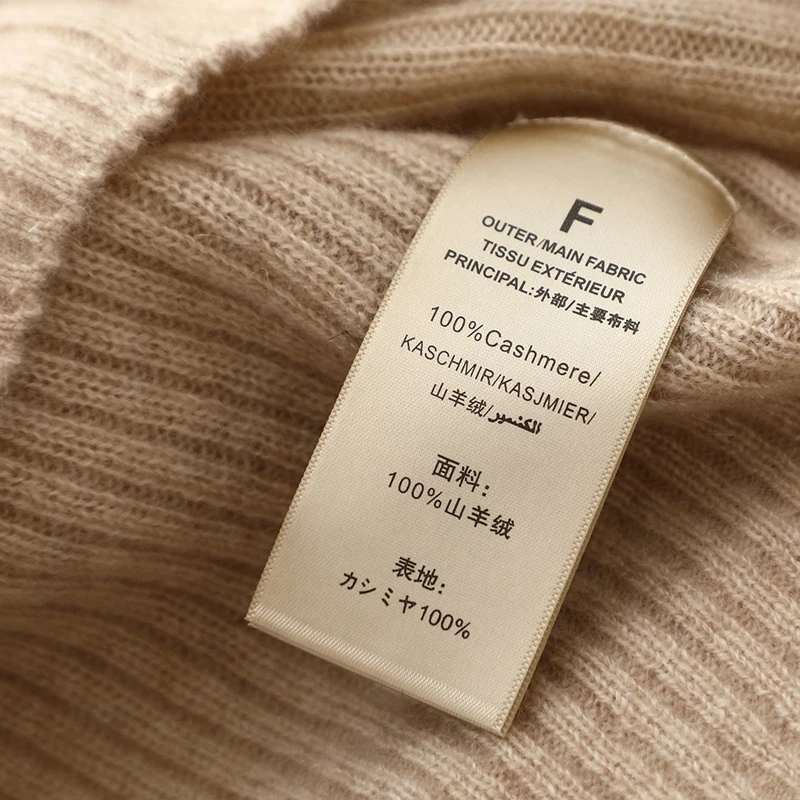 F
OUTER/MAIN FABRIC
TISSU EXTÉRIEUR
PRINCIPAL:外部/主要布料
100%Cashmere/
KASCHMIR/KASJMIER/
山羊绒/الكشمير
面料:
100%山羊绒
表地:
カシミヤ100%